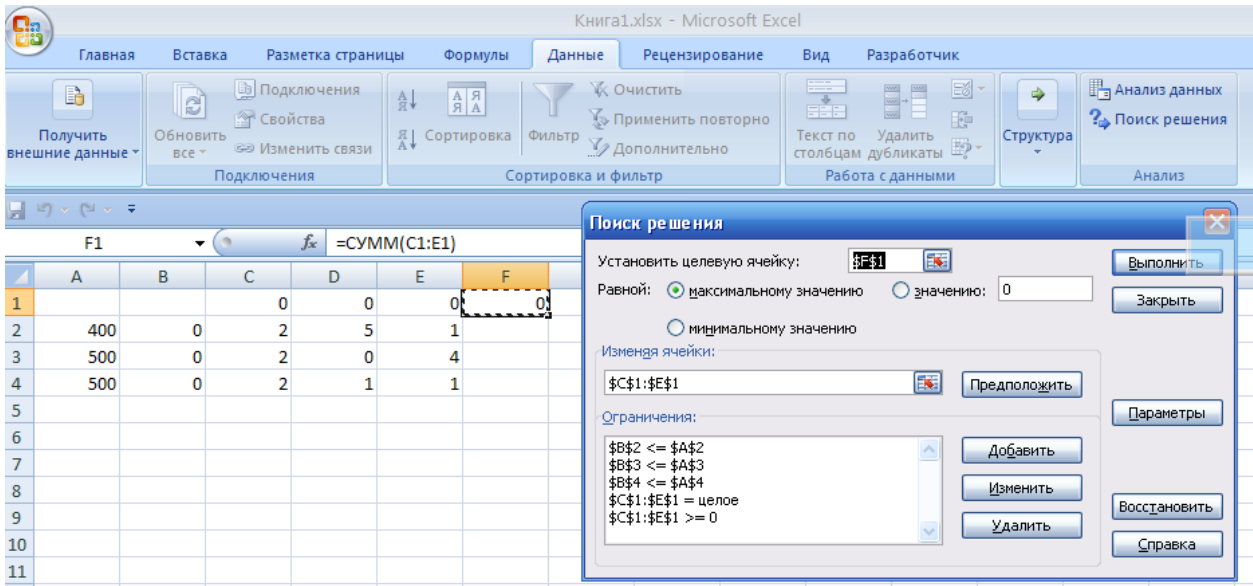 Книга1.xlsx - Microsoft Excel
Главная Вставка Разметка страницы Формулы Данные Рецензирование Вид Разработчик
Получить внешние данные
Обновить все
Подключения
Свойства
Изменить связи
Подключения
А Я
Я А
Сортировка
Фильтр
Очистить
Применить повторно
Дополнительно
Сортировка и фильтр
Текст по столбцам
Удалить дубликаты
Работа с данными
Структура
Анализ данных
Поиск решения
Анализ
F1 fx =СУММ(C1:E1)
A B C D E F
1 0 0 0 0
2 400 0 2 5 1
3 500 0 2 0 4
4 500 0 2 1 1
5
6
7
8
9
10
11
Поиск решения
Установить целевую ячейку: $F$1
Равной: максимальному значению значению: 0
минимальному значению
Изменяя ячейки:
$C$1:$E$1
Предположить
Ограничения:
$B$2 <= $A$2
$B$3 <= $A$3
$B$4 <= $A$4
$C$1:$E$1 = целое
$C$1:$E$1 >= 0
Добавить
Изменить
Удалить
Выполнить
Закрыть
Параметры
Восстановить
Справка